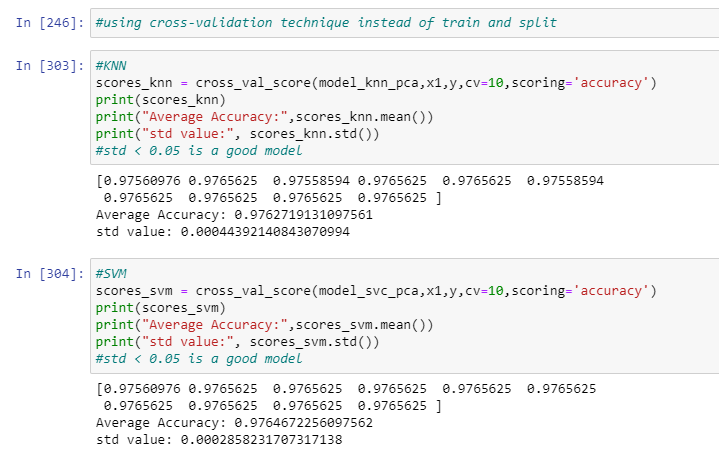 In [246]: #using cross-validation technique instead of train and split
In [303]: #KNN
scores_knn = cross_val_score(model_knn_pca,x1,y,cv=10,scoring='accuracy')
print(scores_knn)
print("Average Accuracy:",scores_knn.mean())
print("std value:", scores_knn.std())
#std < 0.05 is a good model
[0.97560976 0.9765625  0.97558594 0.9765625  0.9765625  0.97558594
 0.9765625  0.9765625  0.9765625  0.9765625 ]
Average Accuracy: 0.9762719131097561
std value: 0.00044392140843070994
In [304]: #SVM
scores_svm = cross_val_score(model_svc_pca,x1,y,cv=10,scoring='accuracy')
print(scores_svm)
print("Average Accuracy:",scores_svm.mean())
print("std value:", scores_svm.std())
#std < 0.05 is a good model
[0.97560976 0.9765625  0.9765625  0.9765625  0.9765625  0.9765625
 0.9765625  0.9765625  0.9765625  0.9765625 ]
Average Accuracy: 0.9764672256097562
std value: 0.0002858231707317138